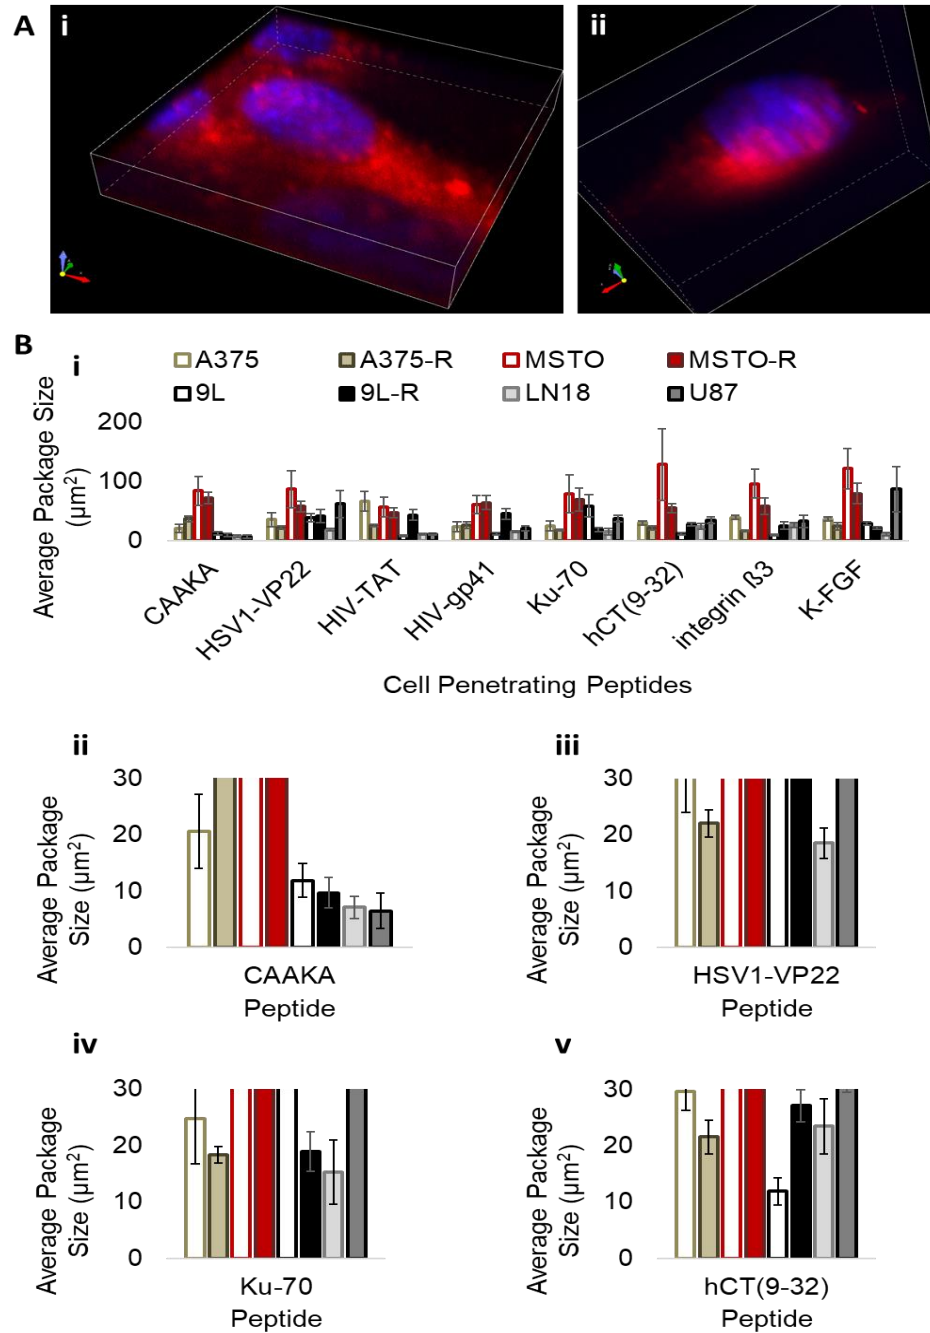 A
i
ii
B
i
A375
A375-R
MSTO
MSTO-R
9L
9L-R
LN18
U87
Average Package Size
(µm²)
200
100
0
CAAKA
HSV1-VP22
HIV-TAT
HIV-gp41
Ku-70
hCT(9-32)
integrin ß3
K-FGF
Cell Penetrating Peptides
ii
Average Package
Size (µm²)
30
20
10
0
CAAKA
Peptide
iii
Average Package
Size (µm²)
30
20
10
0
HSV1-VP22
Peptide
iv
Average Package
Size (µm²)
30
20
10
0
Ku-70
Peptide
v
Average Package
Size (µm²)
30
20
10
0
hCT(9-32)
Peptide